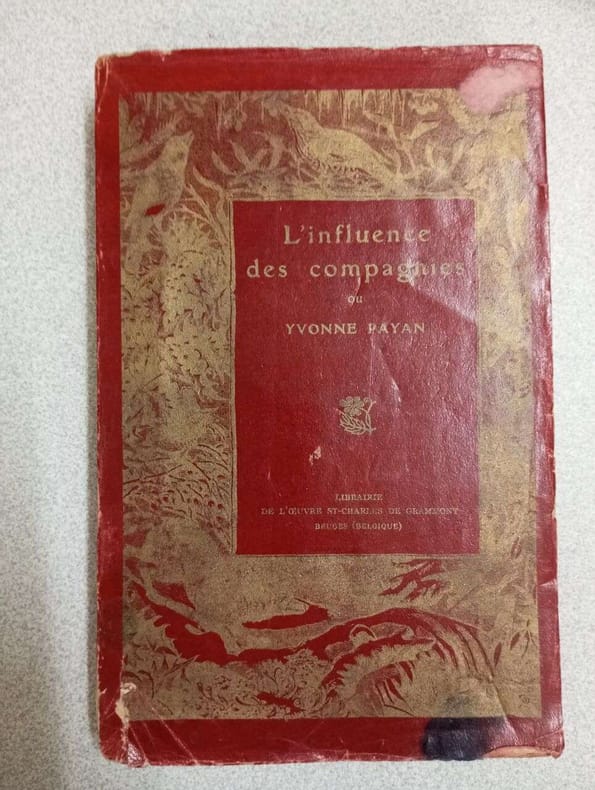 L'influence
des compagnies
ou
YVONNE PAYAN
LIBRAIRIE
DE L'ŒUVRE ST-CHARLES DE GRAMMONT
BRUGES (BELGIQUE)